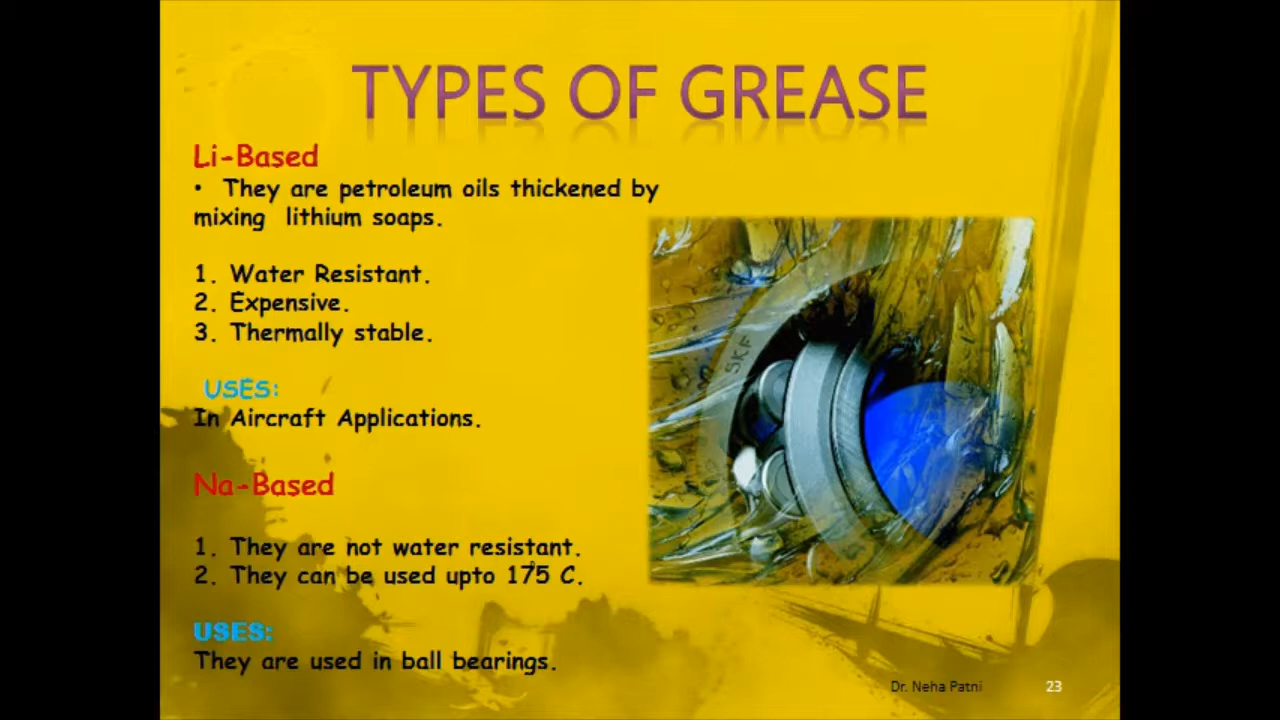 TYPES OF GREASE
Li-Based
• They are petroleum oils thickened by
mixing lithium soaps.
1. Water Resistant.
2. Expensive.
3. Thermally stable.
USES:
In Aircraft Applications.
SKF
Na-Based
1. They are not water resistant.
2. They can be used upto 175 C.
USES:
They are used in ball bearings.
Dr. Neha Patni
23